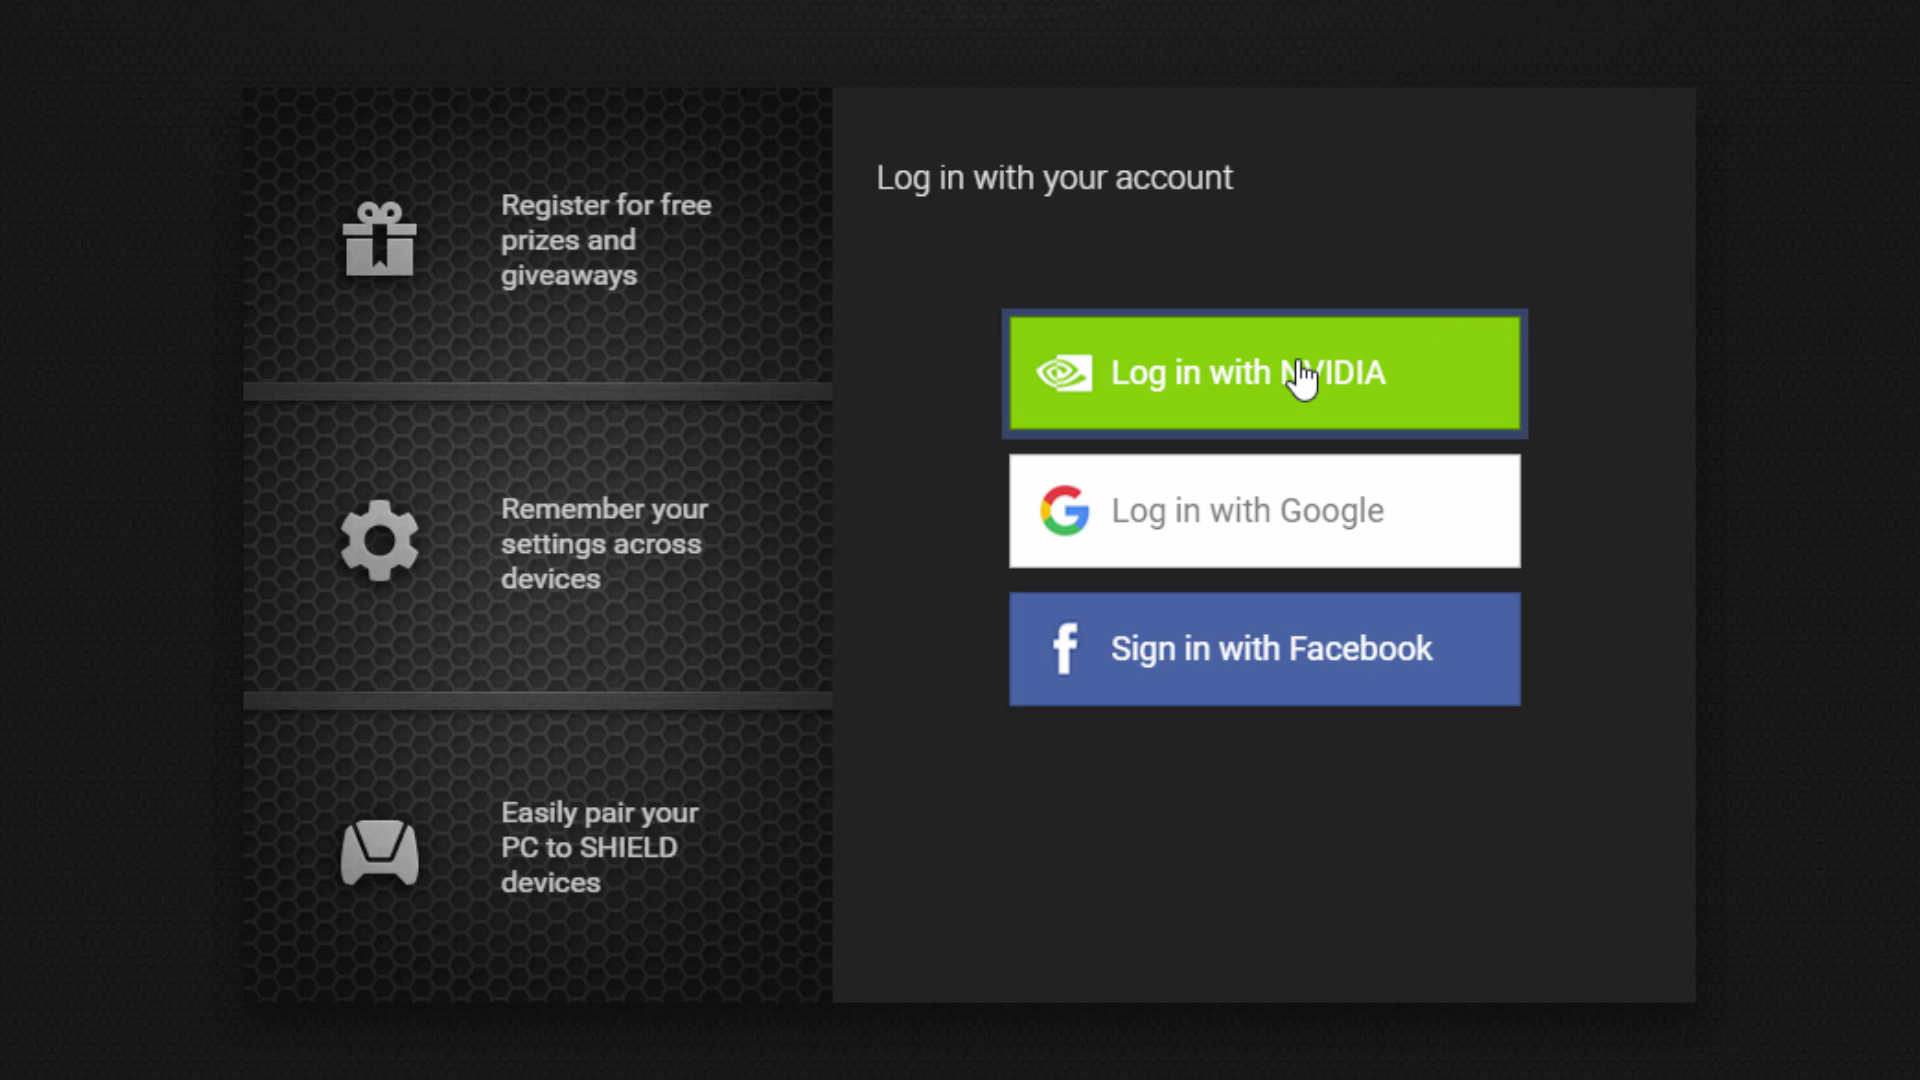 Register for free
prizes and
giveaways
Remember your
settings across
devices
Easily pair your
PC to SHIELD
devices
Log in with your account
Log in with NVIDIA
Log in with Google
Sign in with Facebook